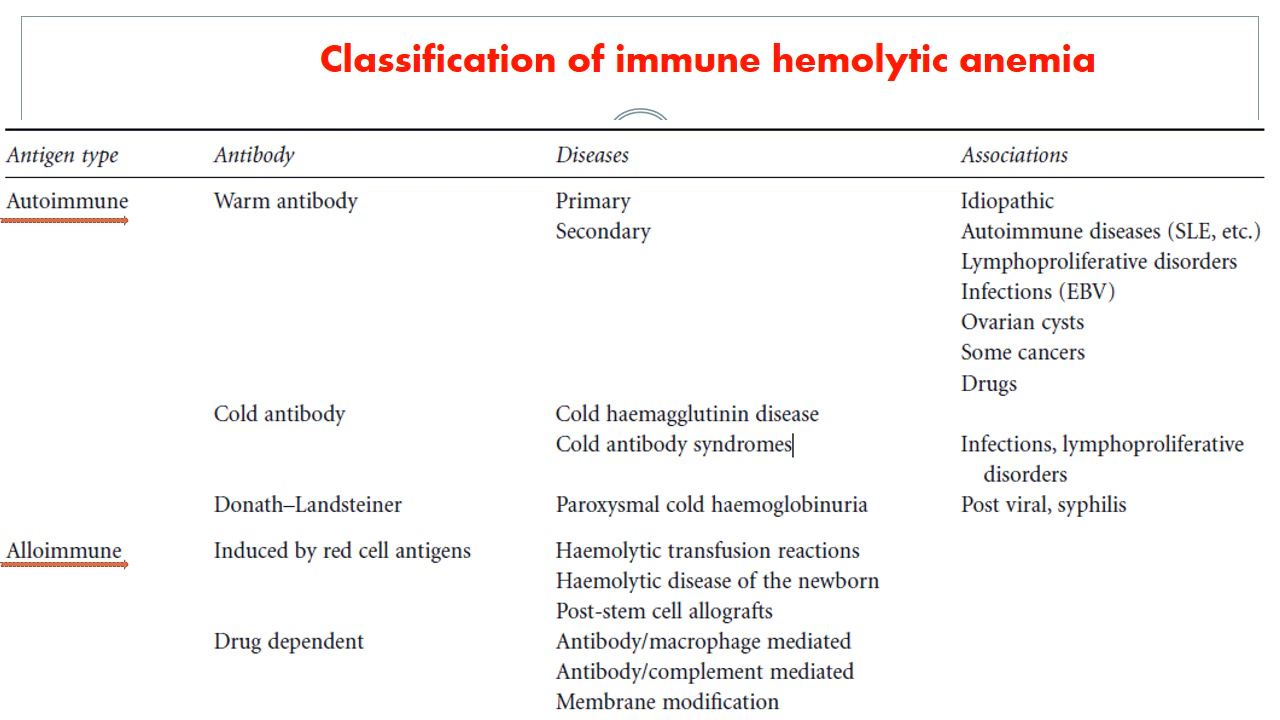 Classification of immune hemolytic anemia
Antigen type Antibody Diseases Associations
Autoimmune Warm antibody Primary Idiopathic
Secondary Autoimmune diseases (SLE, etc.)
Lymphoproliferative disorders
Infections (EBV)
Ovarian cysts
Some cancers
Drugs
Cold antibody Cold haemagglutinin disease
Cold antibody syndromes Infections, lymphoproliferative
disorders
Donath–Landsteiner Paroxysmal cold haemoglobinuria Post viral, syphilis
Alloimmune Induced by red cell antigens Haemolytic transfusion reactions
Haemolytic disease of the newborn
Post-stem cell allografts
Drug dependent Antibody/macrophage mediated
Antibody/complement mediated
Membrane modification